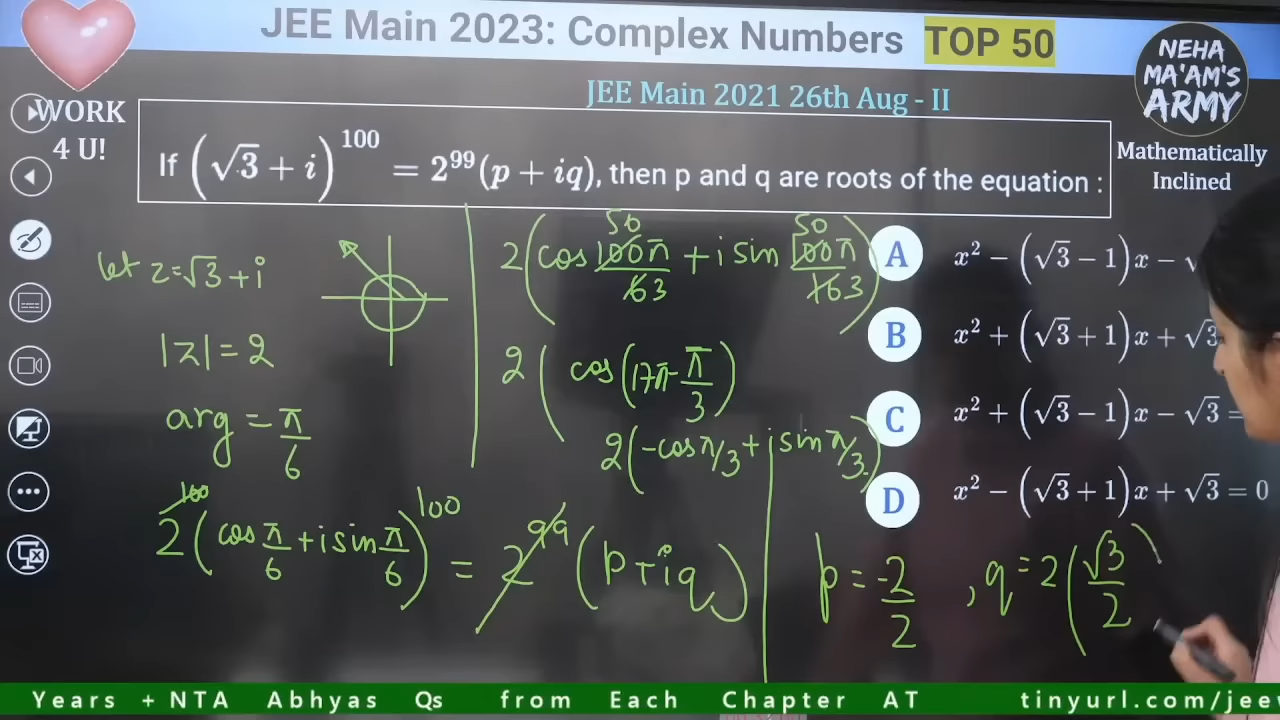 JEE Main 2023: Complex Numbers TOP 50
NEHA
MA'AM'S
ARMY
Mathematically
Inclined
WORK
4 U!
JEE Main 2021 26th Aug - II
If (√3 + i)^100 = 2^99 (p + iq), then p and q are roots of the equation :
let z = √3 + i
|z| = 2
arg = π/6
2^100 (cos π/6 + i sin π/6)^100 = 2^99 (p + iq)
50 50
2 (cos 100π/63 + i sin 100π/163)
2 ( cos (17π - π/3)
2 (-cos π/3 + i sin π/3)
p = -2/2 , q = 2 (√3/2)
A x² − (√3 − 1) x −
B x² + (√3 + 1) x + √3
C x² + (√3 − 1) x − √3 =
D x² − (√3 + 1) x + √3 = 0
Years + NTA Abhyas Qs from Each Chapter AT tinyurl.com/jee